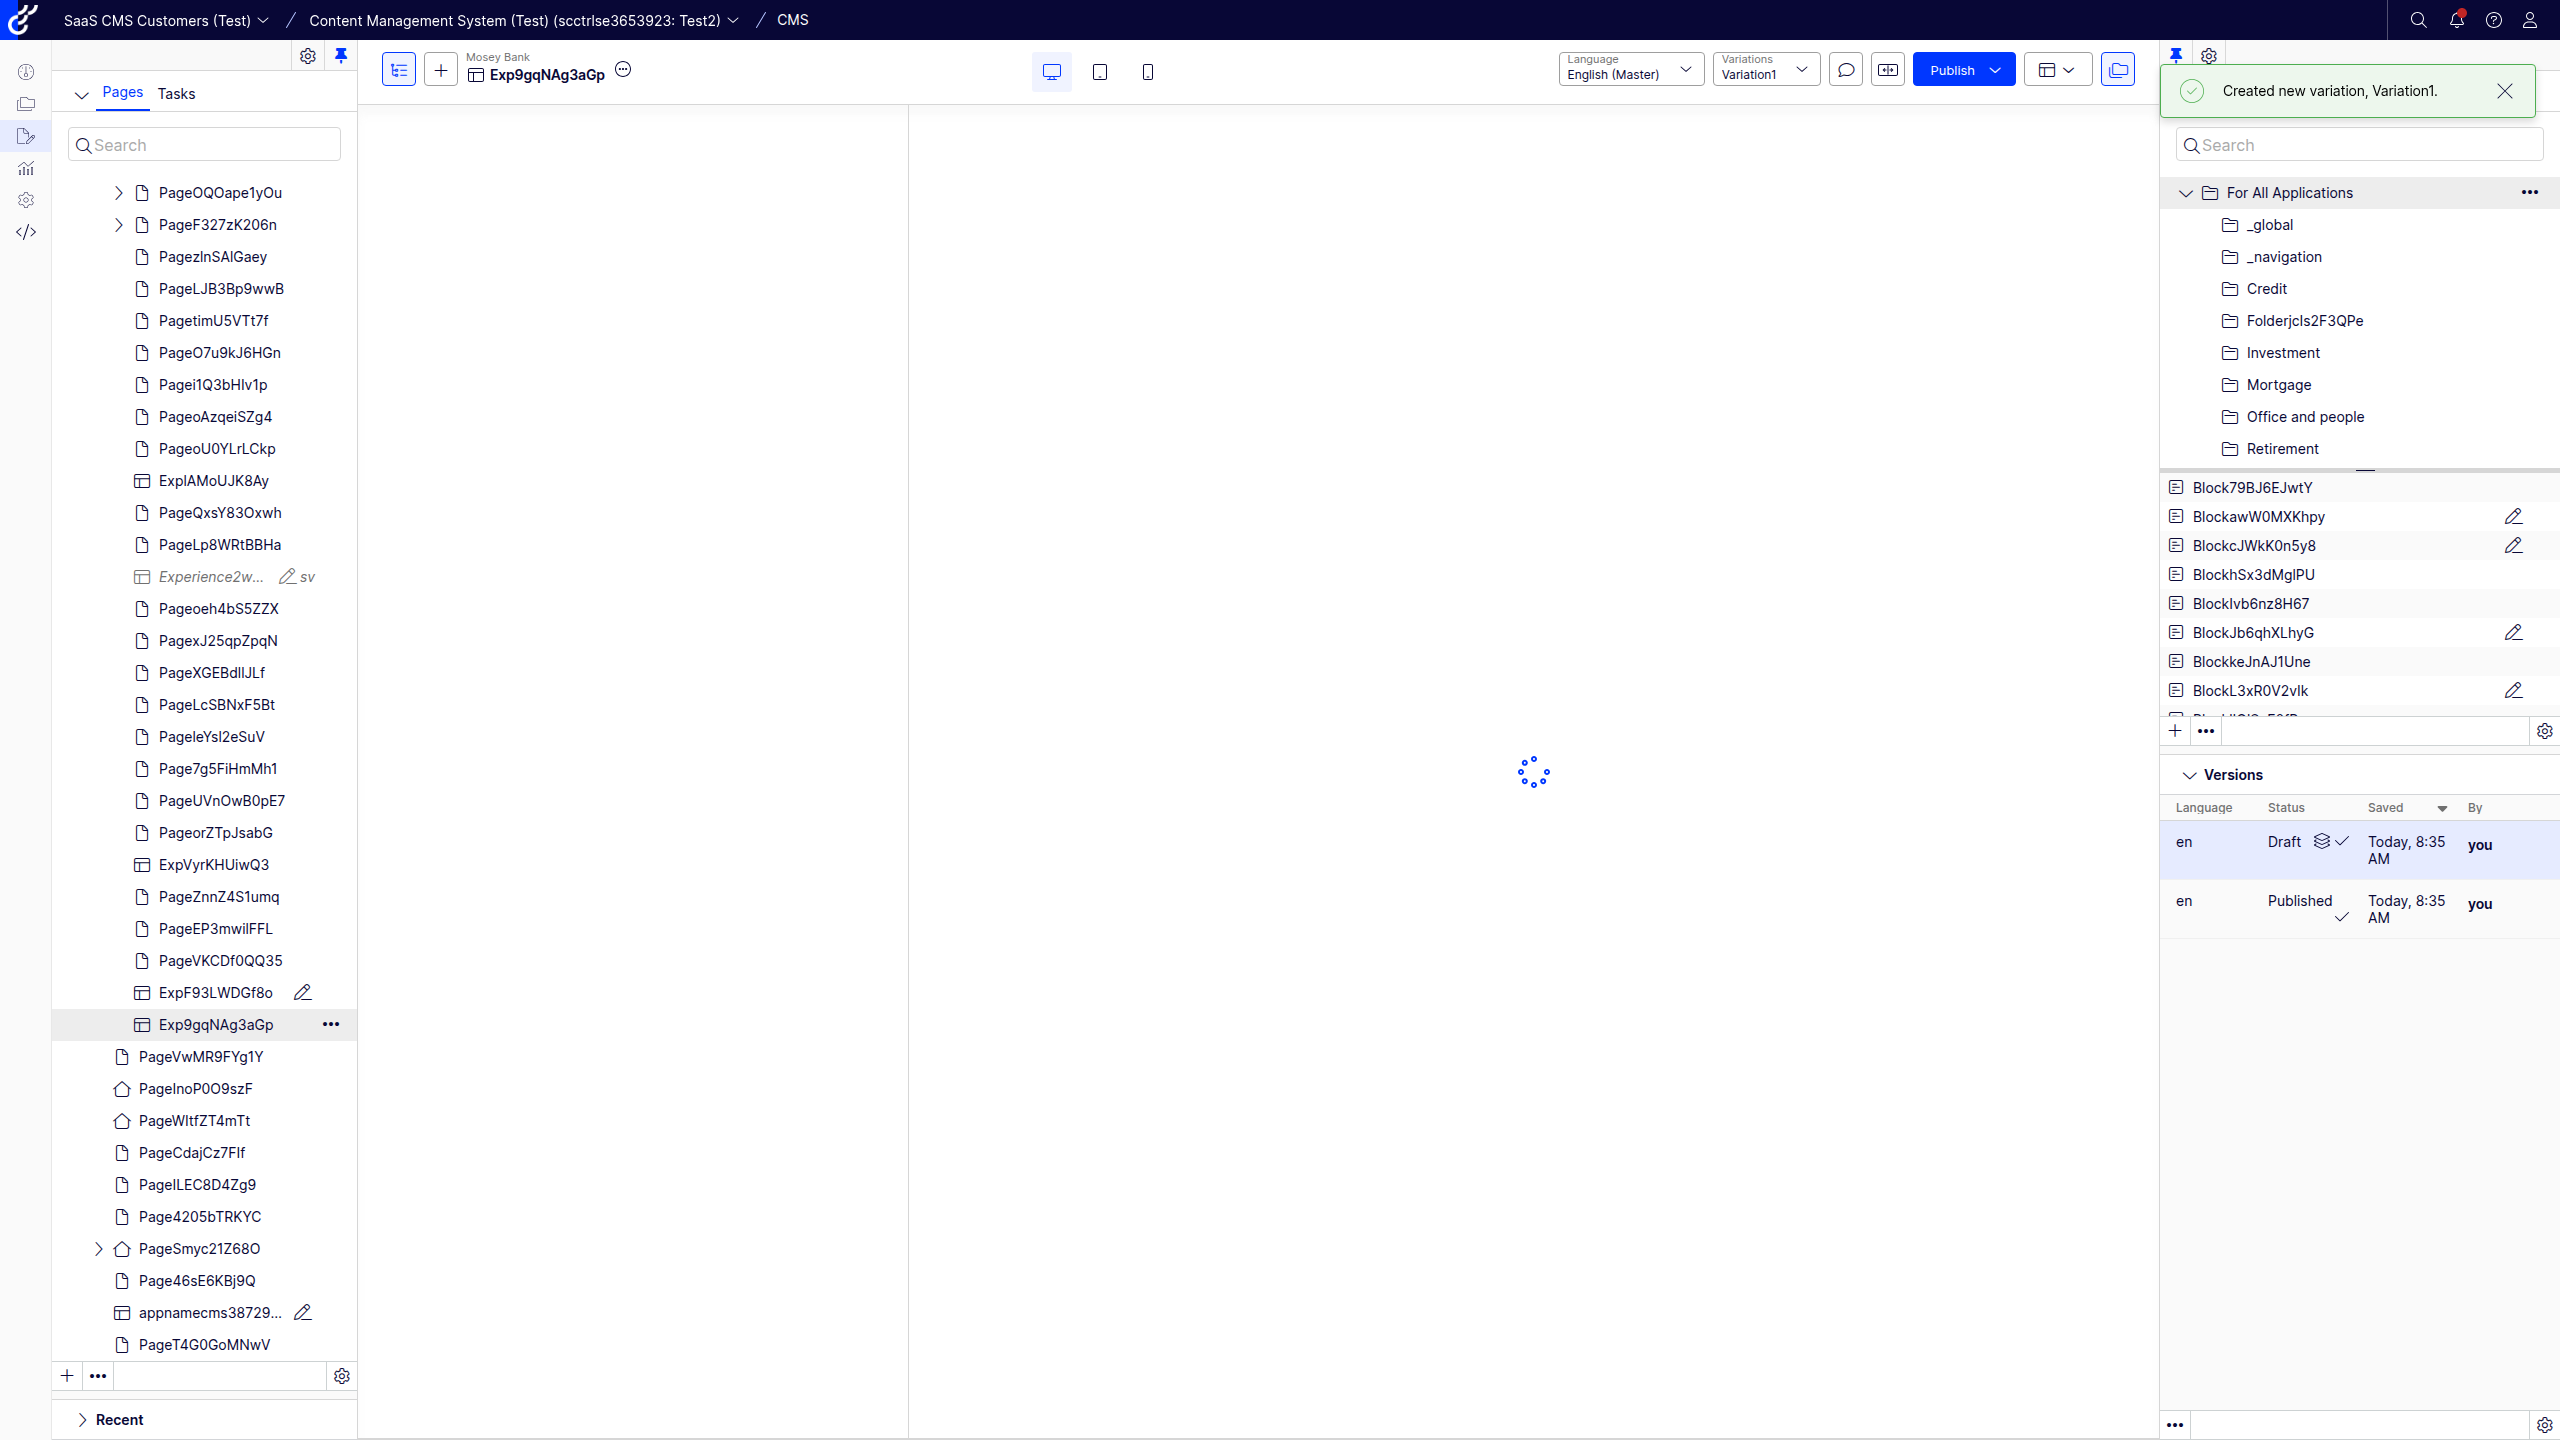 SaaS CMS Customers (Test)
Content Management System (Test) (scctrlse3653923: Test2)
CMS
Mosey Bank
Exp9gqNAg3aGp
Language
English (Master)
Variations
Variation1
Publish
Created new variation, Variation1.
Pages
Tasks
Search
PageOQOape1yOu
PageF327zK206n
PagezlnSAlGaey
PageLJB3Bp9wwB
PagetimU5VTt7f
PageO7u9kJ6HGn
Pagei1Q3bHlv1p
PageoAzqeiSZg4
PageoU0YLrLCkp
ExplAMoUJK8Ay
PageQxsY83Oxwh
PageLp8WRtBBHa
Experience2w... sv
Pageoeh4bS5ZZX
PagexJ25qpZpqN
PageXGEBdlIJLf
PageLcSBNxF5Bt
PageleYsl2eSuV
Page7g5FiHmMh1
PageUVnOwB0pE7
PageorZTpJsabG
ExpVyrKHUiwQ3
PageZnnZ4S1umq
PageEP3mwilFFL
PageVKCDf0QQ35
ExpF93LWDGf8o
Exp9gqNAg3aGp
PageVwMR9FYg1Y
PageInoP0O9szF
PageWltfZT4mTt
PageCdajCz7FIf
PageILEC8D4Zg9
Page4205bTRKYC
PageSmyc21Z68O
Page46sE6KBj9Q
appnamecms38729...
PageT4G0GoMNwV
Recent
Search
For All Applications
_global
_navigation
Credit
Folderjcls2F3QPe
Investment
Mortgage
Office and people
Retirement
Block79BJ6EJwtY
BlockawW0MXKhpy
BlockcJWkK0n5y8
BlockhSx3dMglPU
BlockIvb6nz8H67
BlockJb6qhXLhyG
BlockkeJnAJ1Une
BlockL3xR0V2vIk
Versions
Language Status Saved By
en Draft Today, 8:35 AM you
en Published Today, 8:35 AM you